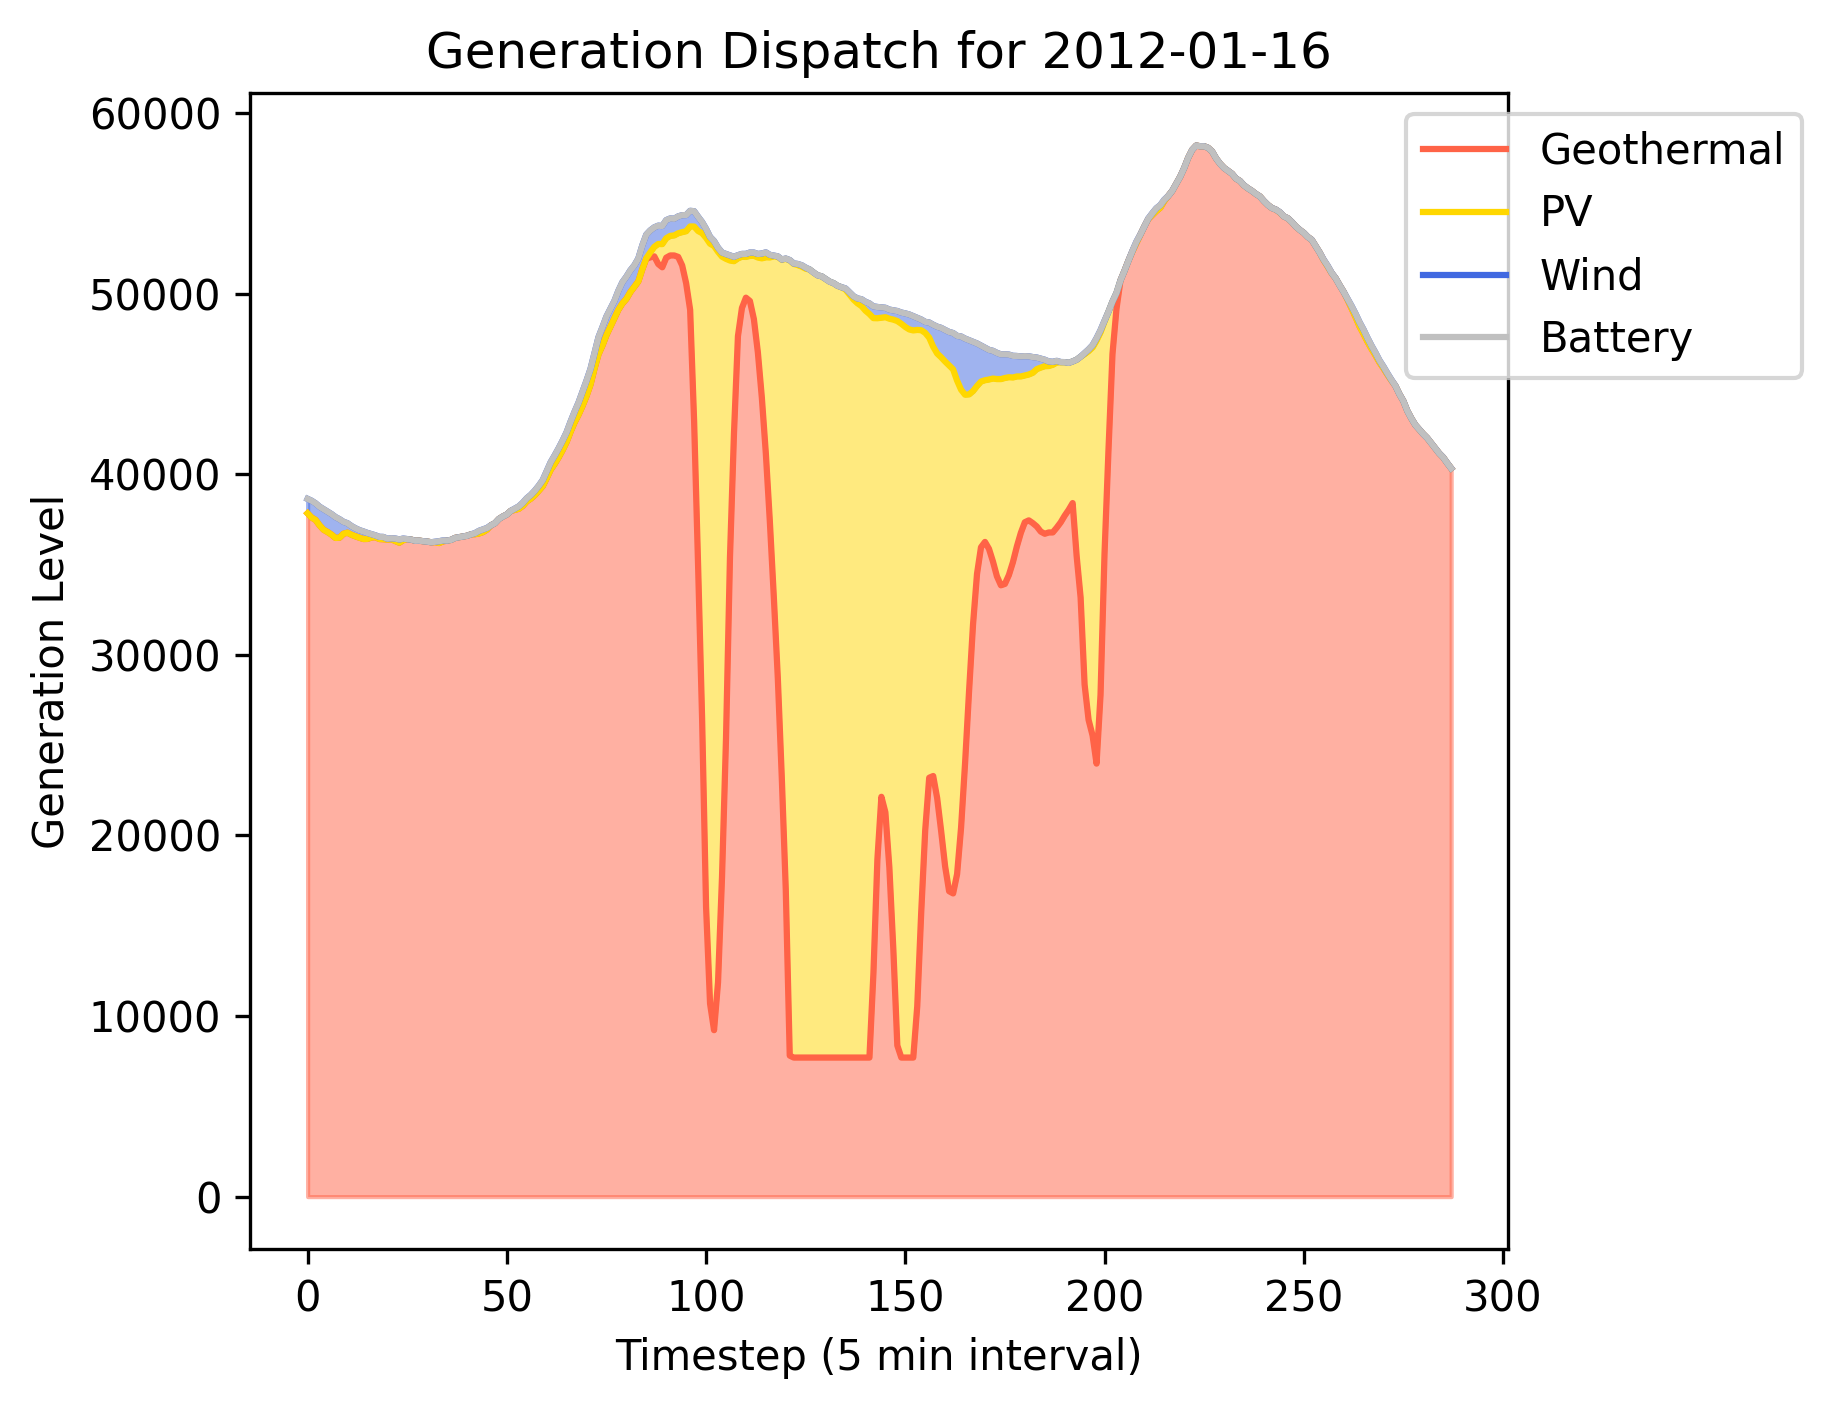 Generation Dispatch for 2012-01-16
60000
50000
40000
30000
20000
10000
0
Generation Level
0 50 100 150 200 250 300
Timestep (5 min interval)
Geothermal
PV
Wind
Battery